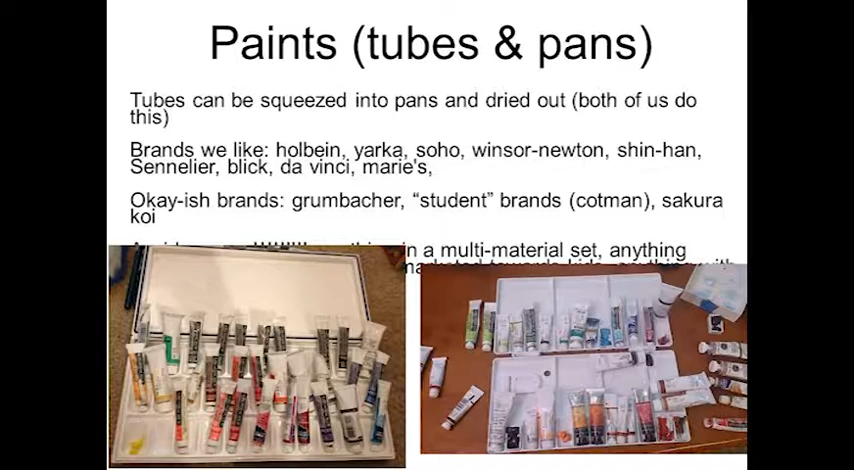 Paints (tubes & pans)
Tubes can be squeezed into pans and dried out (both of us do
this)
Brands we like: holbein, yarka, soho, winsor-newton, shin-han,
Sennelier, blick, da vinci, marie's,
Okay-ish brands: grumbacher, “student” brands (cotman), sakura
koi
in a multi-material set, anything
marketed towards kids, anything with